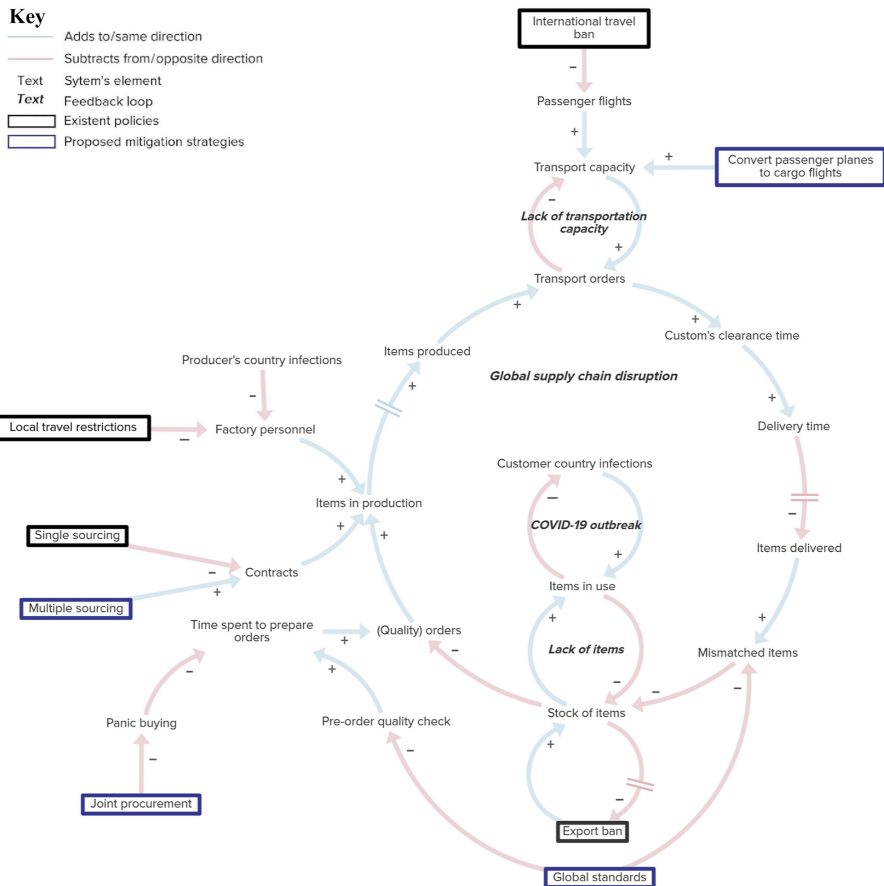 Key
Adds to/same direction
Subtracts from/opposite direction
Text Sytem's element
Text Feedback loop
Existent policies
Proposed mitigation strategies
International travel
ban
−
Passenger flights
+
Transport capacity
+
Convert passenger planes
to cargo flights
−
Lack of transportation
capacity
+
Transport orders
+
+
Custom's clearance time
Items produced
+
Global supply chain disruption
+
Producer's country infections
−
Local travel restrictions
−
Factory personnel
Delivery time
Customer country infections
−
+
Items in production
+
+
−
COVID-19 outbreak
+
−
Items delivered
Single sourcing
−
Contracts
+
Multiple sourcing
Items in use
+
Time spent to prepare
orders
+
(Quality) orders
+
Lack of items
−
Mismatched items
−
+
−
−
−
Panic buying
Pre-order quality check
Stock of items
−
−
+
−
Joint procurement
Export ban
Global standards